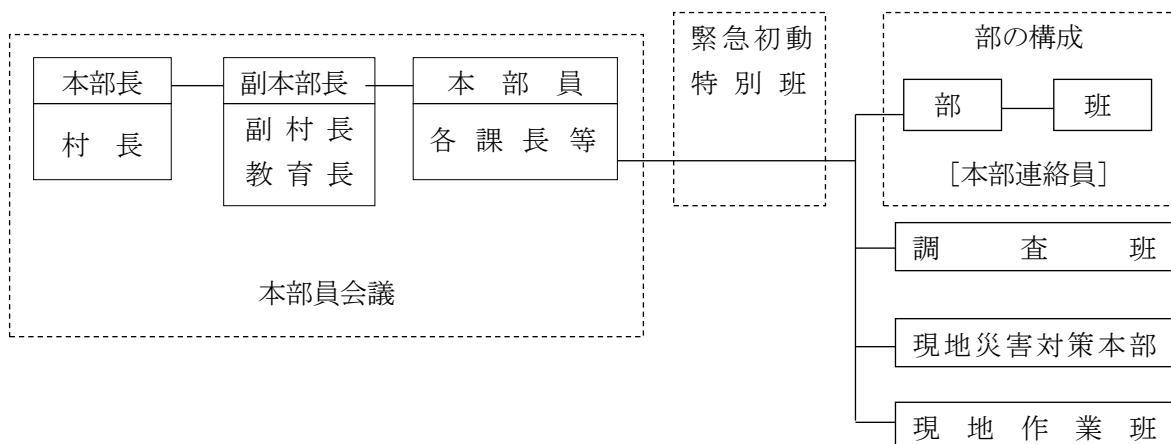 本部長
村長
副本部長
副村長
教育長
本部員
各課長等
本部員会議
緊急初動
特別班
部の構成
部
班
[本部連絡員]
調査班
現地災害対策本部
現地作業班